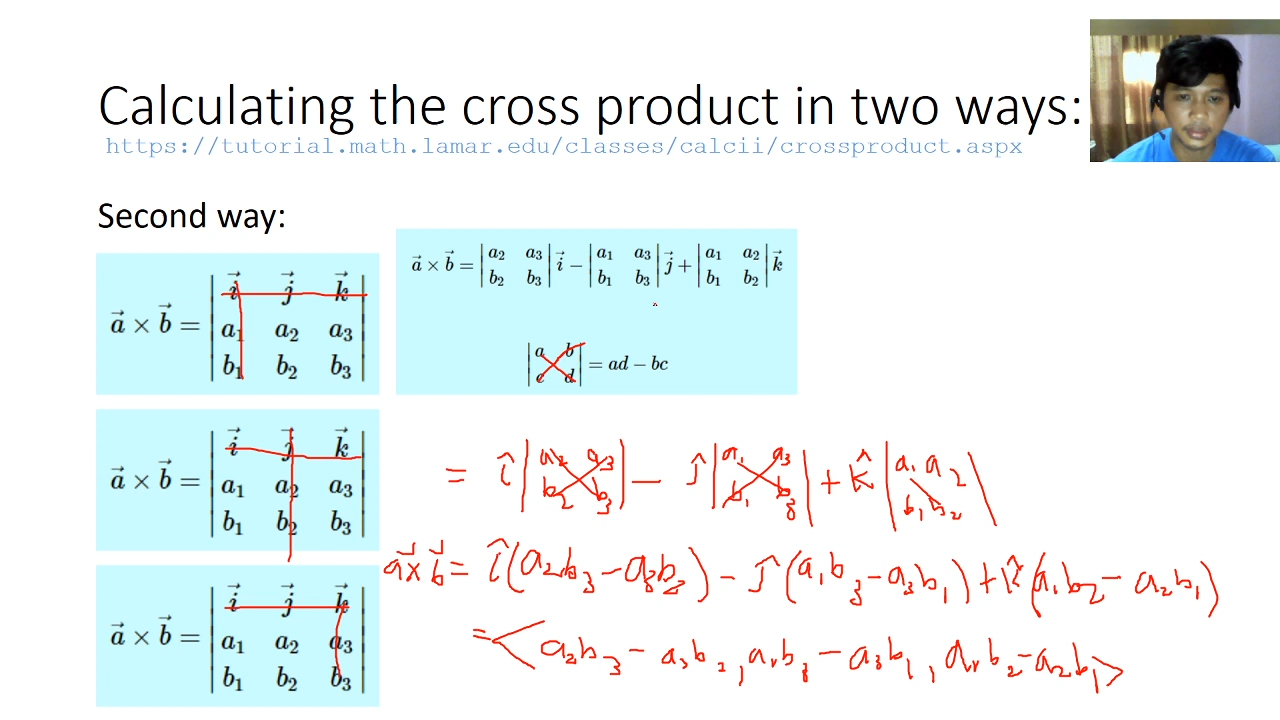 Calculating the cross product in two ways:
https://tutorial.math.lamar.edu/classes/calcii/crossproduct.aspx
Second way:
a⃗ × b⃗ = | i⃗ j⃗ k⃗ |
| a₁ a₂ a₃ |
| b₁ b₂ b₃ |
a⃗ × b⃗ = | a₂ a₃ | i⃗ − | a₁ a₃ | j⃗ + | a₁ a₂ | k⃗
| b₂ b₃ | | b₁ b₃ | | b₁ b₂ |
| a b | = ad − bc
| c d |
a⃗ × b⃗ = | i⃗ j⃗ k⃗ |
| a₁ a₂ a₃ |
| b₁ b₂ b₃ |
a⃗ × b⃗ = | i⃗ j⃗ k⃗ |
| a₁ a₂ a₃ |
| b₁ b₂ b₃ |
= î | a₂ a₃ | − ĵ | a₁ a₃ | + k̂ | a₁ a₂ |
| b₂ b₃ | | b₁ b₃ | | b₁ b₂ |
a⃗ × b⃗ = î (a₂b₃ − a₃b₂) − ĵ (a₁b₃ − a₃b₁) + k̂ (a₁b₂ − a₂b₁)
= < a₂b₃ − a₃b₂, a₁b₃ − a₃b₁, a₁b₂ − a₂b₁ >